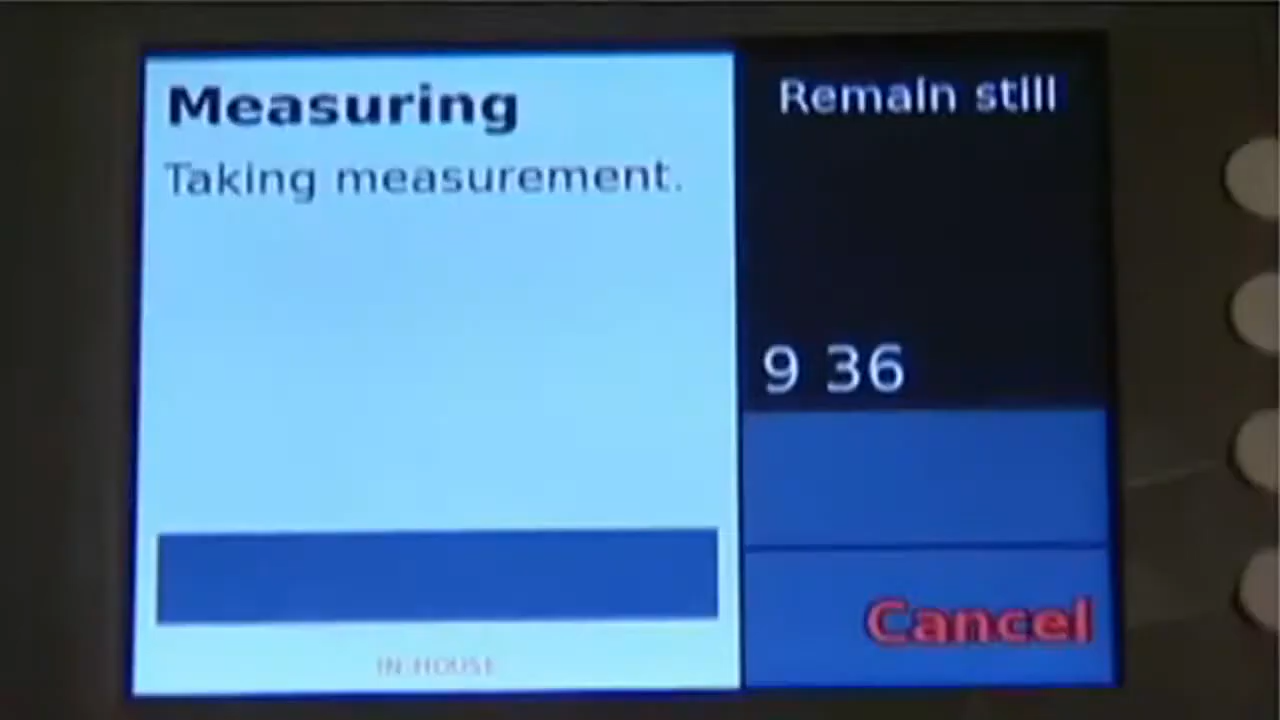 Measuring
Taking measurement.
IN-HOUSE
Remain still
9 36
Cancel